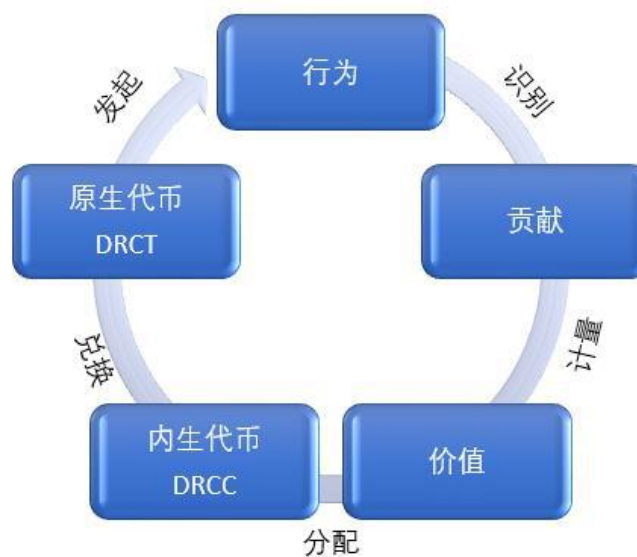 行为
识别
贡献
计量
价值
分配
内生代币
DRCC
兑换
原生代币
DRCT
发起